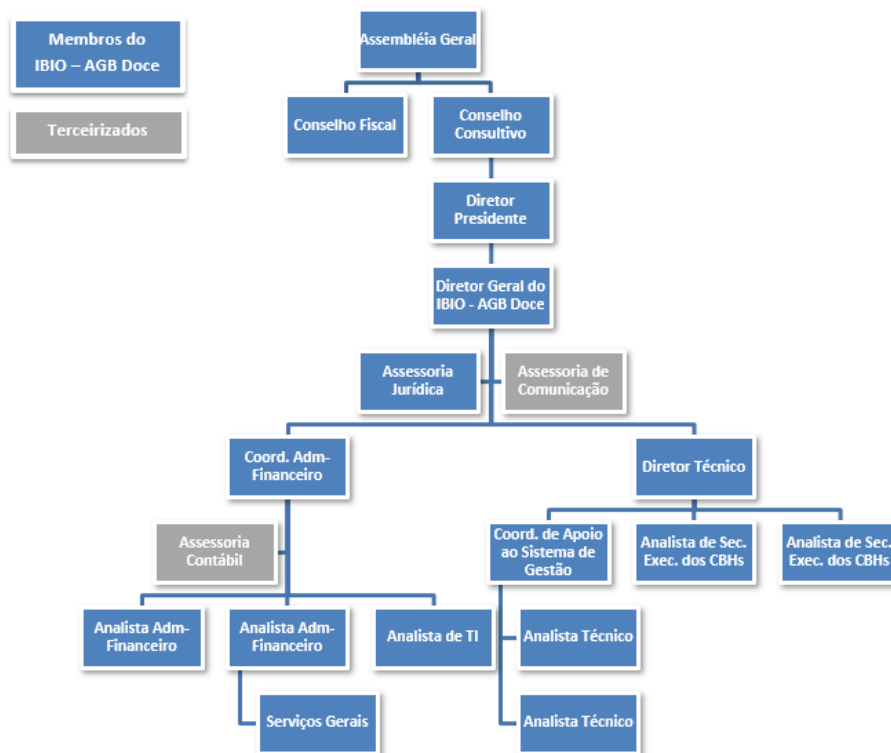 Membros do
IBIO – AGB Doce
Terceirizados
Assembléia Geral
Conselho Fiscal
Conselho
Consultivo
Diretor
Presidente
Diretor Geral do
IBIO - AGB Doce
Assessoria
Jurídica
Assessoria de
Comunicação
Coord. Adm-
Financeiro
Diretor Técnico
Assessoria
Contábil
Coord. de Apoio
ao Sistema de
Gestão
Analista de Sec.
Exec. dos CBHs
Analista de Sec.
Exec. dos CBHs
Analista Adm-
Financeiro
Analista Adm-
Financeiro
Analista de TI
Analista Técnico
Serviços Gerais
Analista Técnico